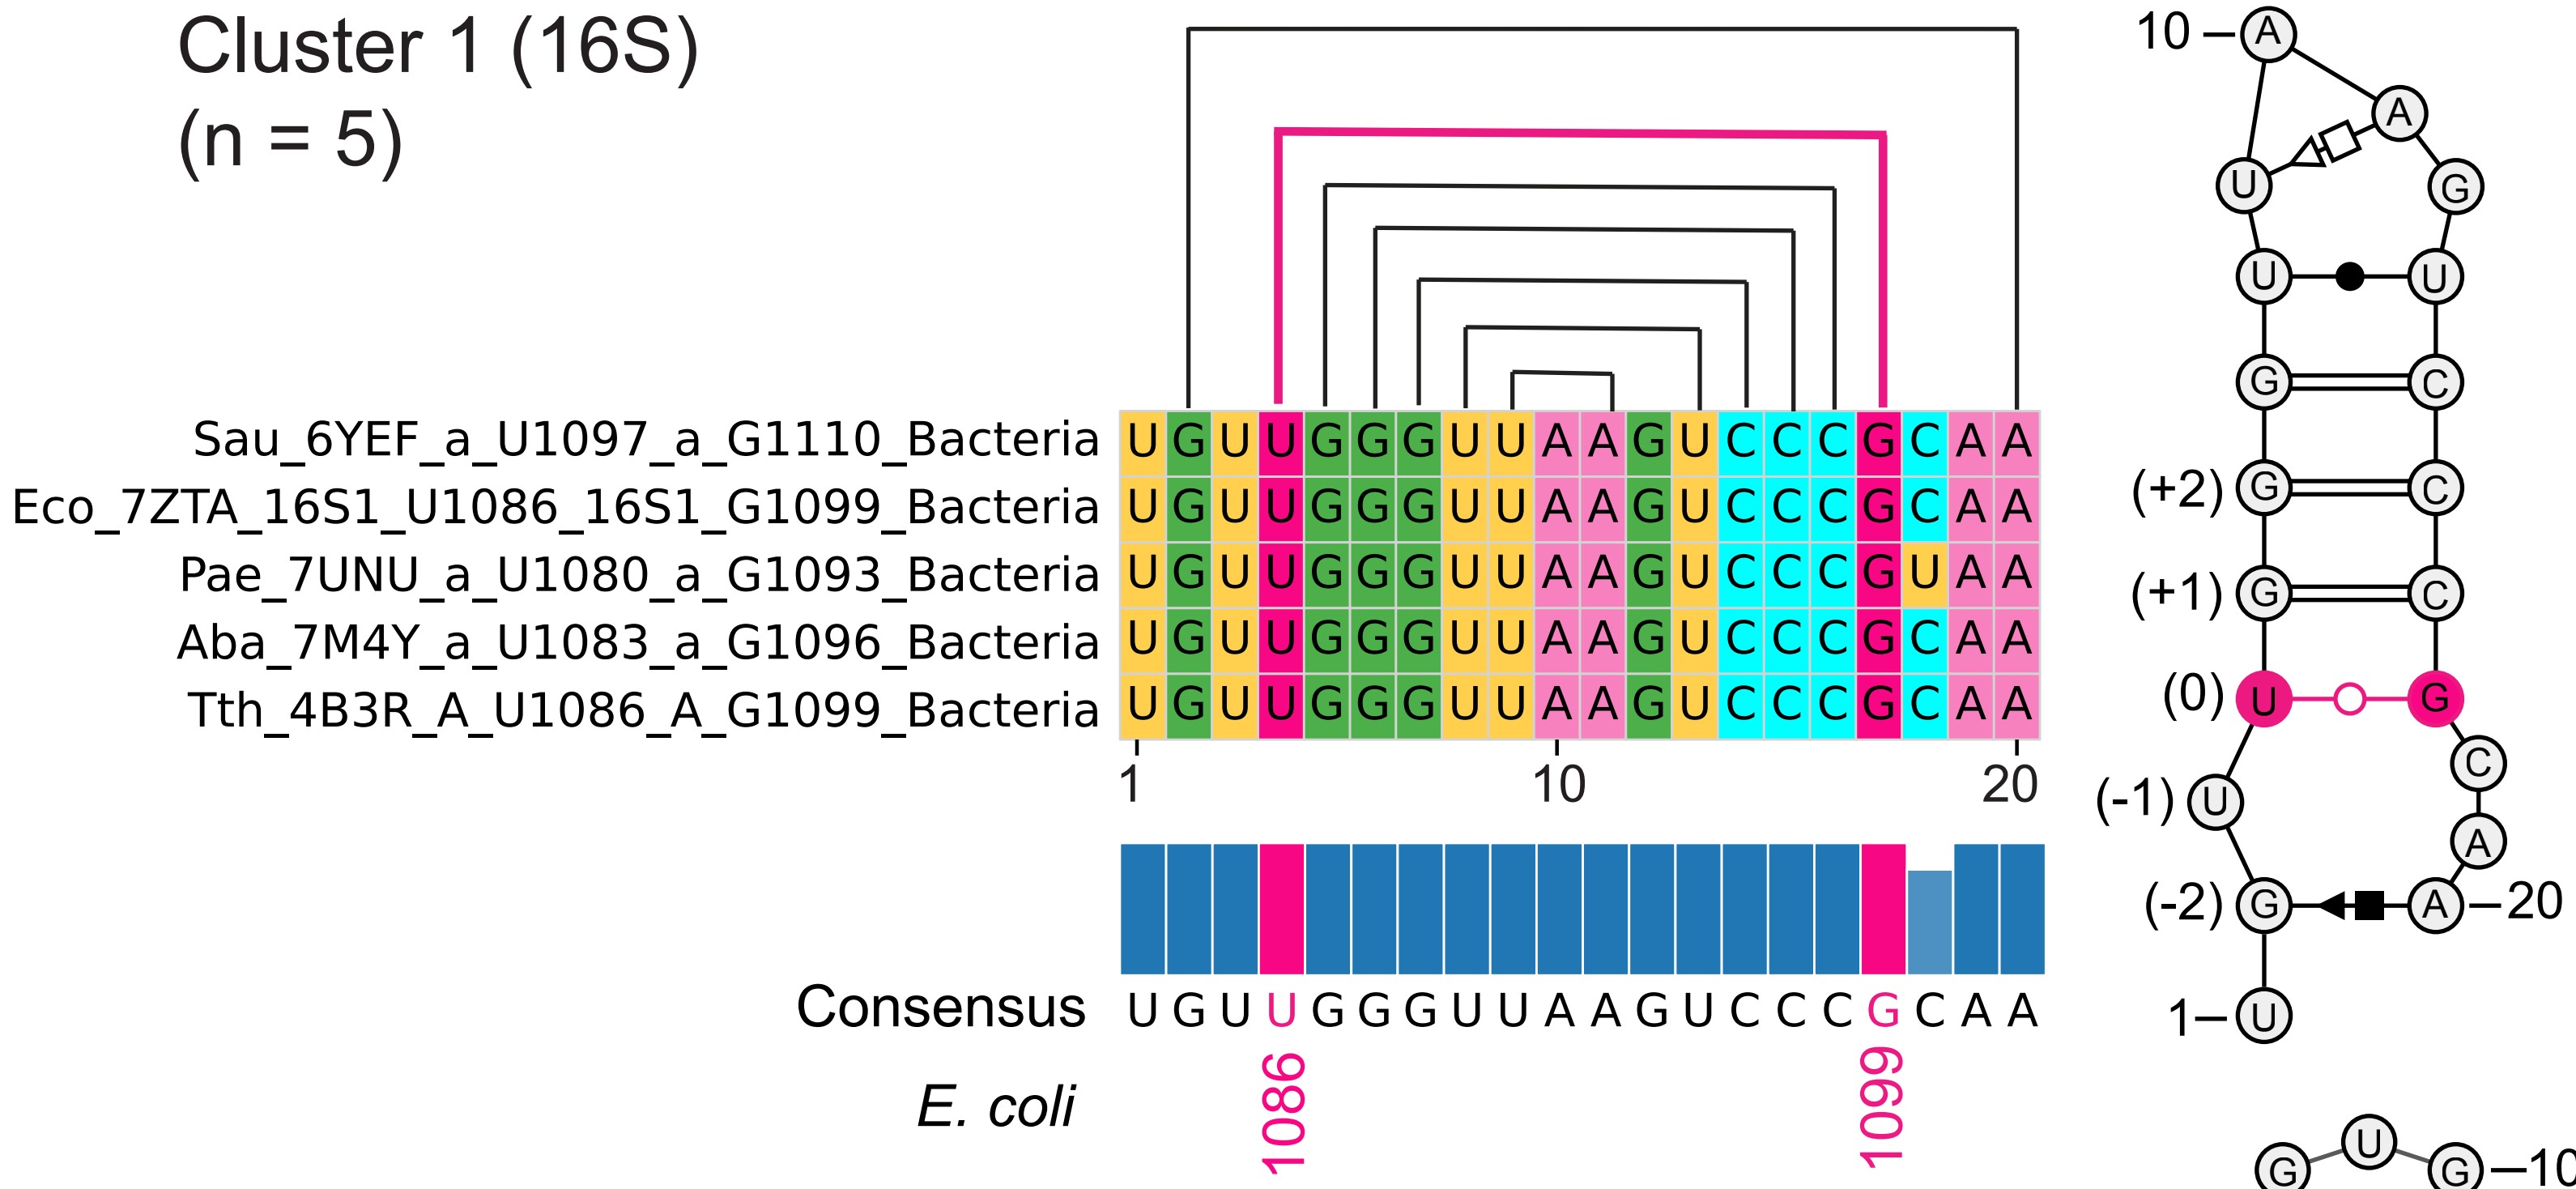 Cluster 1 (16S)
(n = 5)
Sau_6YEF_a_U1097_a_G1110_Bacteria U G U U G G G U U A A G U C C C G C A A
Eco_7ZTA_16S1_U1086_16S1_G1099_Bacteria U G U U G G G U U A A G U C C C G C A A
Pae_7UNU_a_U1080_a_G1093_Bacteria U G U U G G G U U A A G U C C C G U A A
Aba_7M4Y_a_U1083_a_G1096_Bacteria U G U U G G G U U A A G U C C C G C A A
Tth_4B3R_A_U1086_A_G1099_Bacteria U G U U G G G U U A A G U C C C G C A A
1 10 20
Consensus U G U U G G G U U A A G U C C C G C A A
E. coli 1086 1099
10 A
A
U G
U U
G C
(+2) G C
(+1) G C
(0) U G
C
(-1) U
A
(-2) G A 20
1 U
U
G G 10